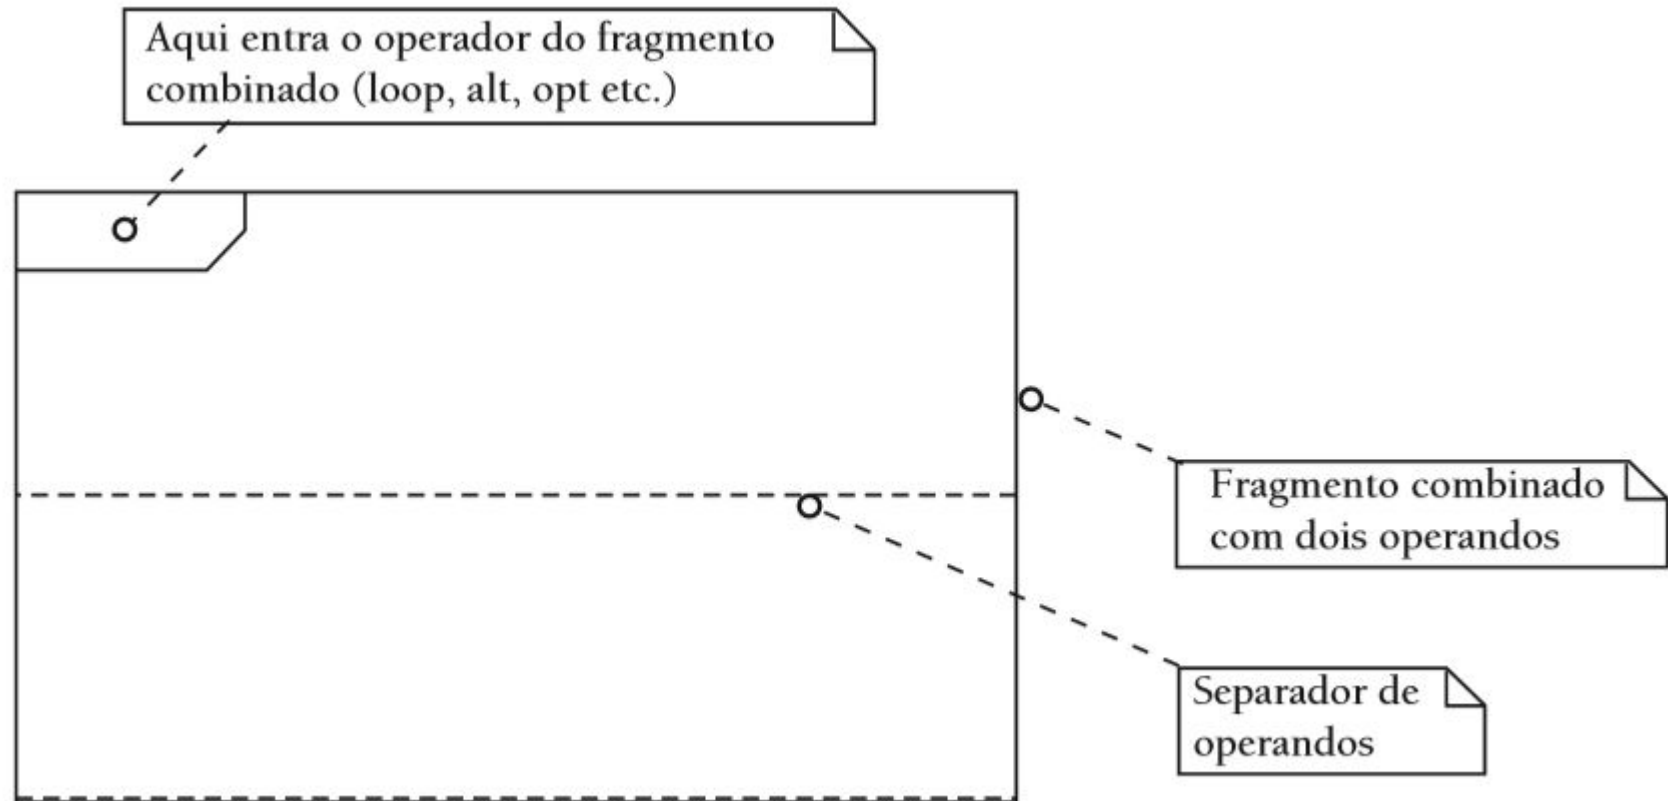 Aqui entra o operador do fragmento
combinado (loop, alt, opt etc.)
Fragmento combinado
com dois operandos
Separador de
operandos